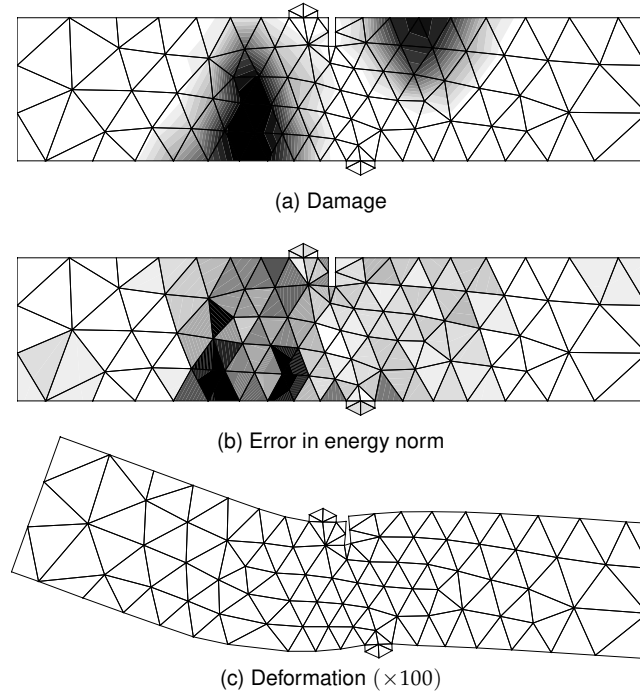 (a) Damage
(b) Error in energy norm
(c) Deformation (×100)